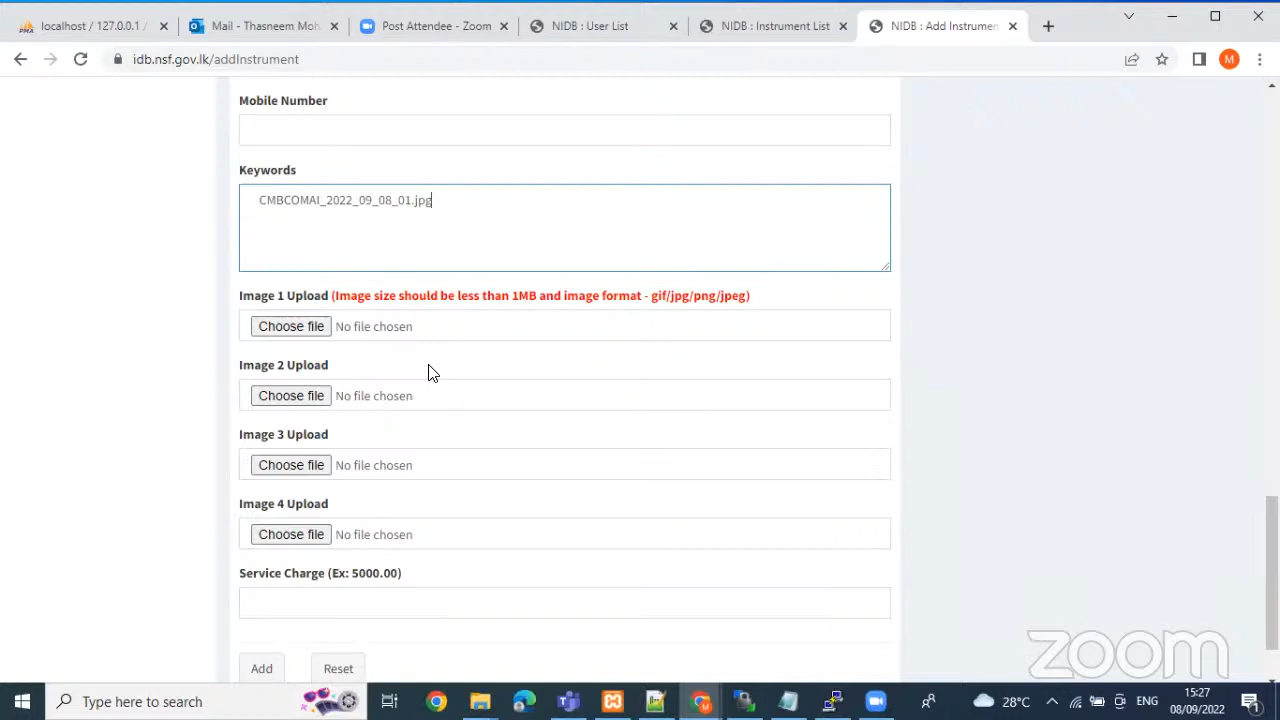 localhost / 127.0.0.1 /
Mail - Thasneem Moh
Post Attendee - Zoom
NIDB : User List
NIDB : Instrument List
NIDB : Add Instrumen
idb.nsf.gov.lk/addInstrument
M
Mobile Number
Keywords
CMBCOMAI_2022_09_08_01.jpg
Image 1 Upload (Image size should be less than 1MB and image format - gif/jpg/png/jpeg)
Choose file No file chosen
Image 2 Upload
Choose file No file chosen
Image 3 Upload
Choose file No file chosen
Image 4 Upload
Choose file No file chosen
Service Charge (Ex: 5000.00)
Add Reset
zoom
Type here to search
28°C
ENG
15:27
08/09/2022